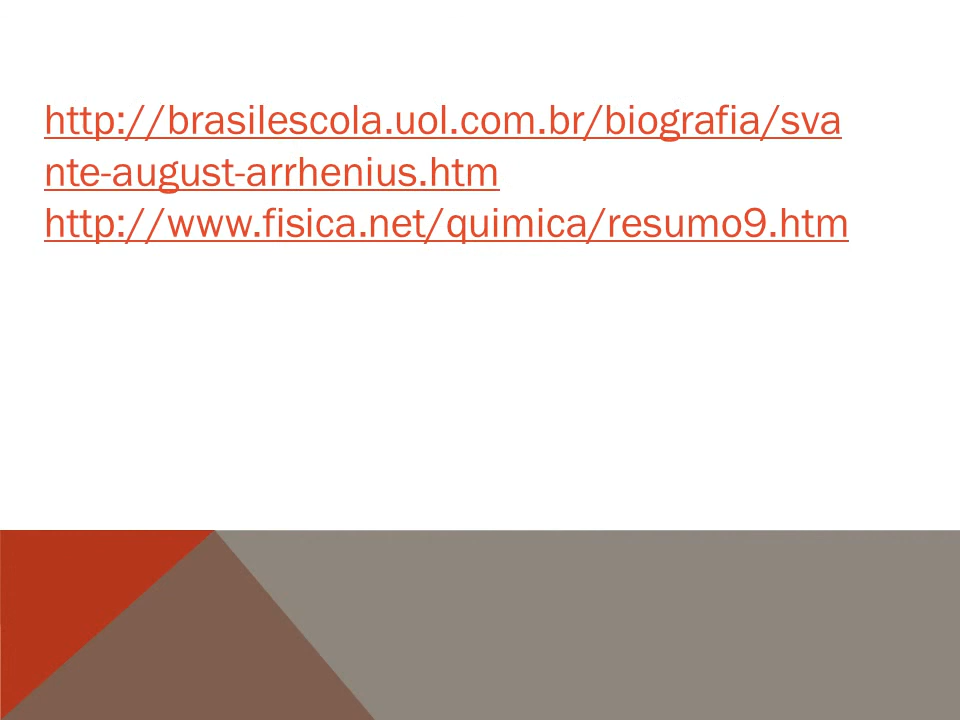 http://brasilescola.uol.com.br/biografia/sva
nte-august-arrhenius.htm
http://www.fisica.net/quimica/resumo9.htm